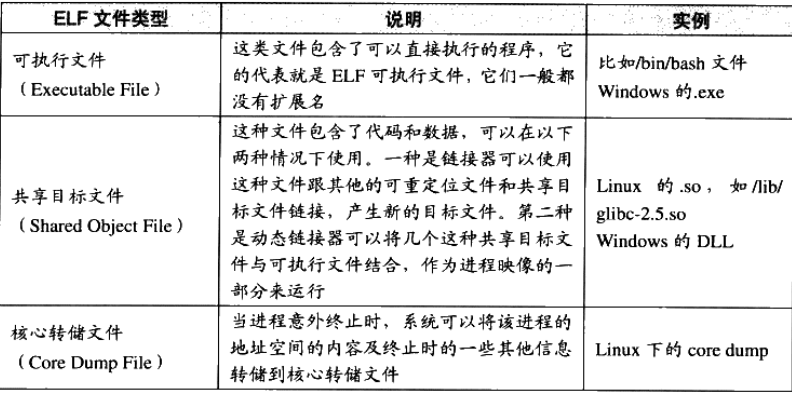 ELF 文件类型 说明 实例
可执行文件
（Executable File）
这类文件包含了可以直接执行的程序，它
的代表就是 ELF 可执行文件，它们一般都
没有扩展名
比如/bin/bash 文件
Windows 的.exe
共享目标文件
（Shared Object File）
这种文件包含了代码和数据，可以在以下
两种情况下使用。一种是链接器可以使用
这种文件跟其他的可重定位文件和共享目
标文件链接，产生新的目标文件。第二种
是动态链接器可以将几个这种共享目标文
件与可执行文件结合，作为进程映像的一
部分来运行
Linux 的 .so，如 /lib/
glibc-2.5.so
Windows 的 DLL
核心转储文件
（Core Dump File）
当进程意外终止时，系统可以将该进程的
地址空间的内容及终止时的一些其他信息
转储到核心转储文件
Linux 下的 core dump